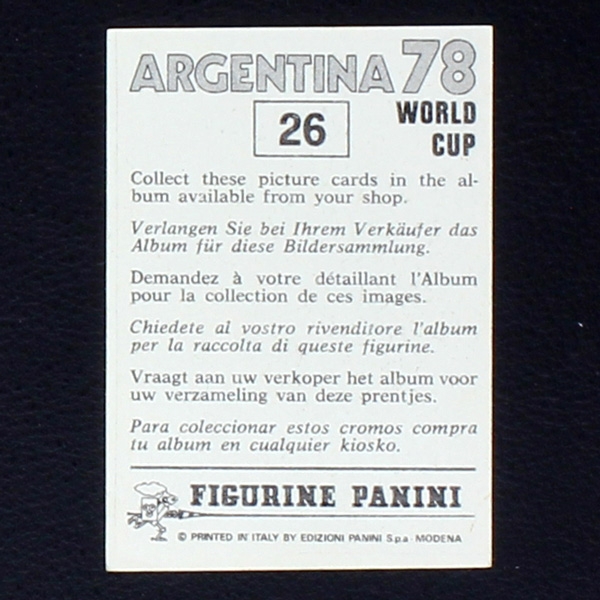 ARGENTINA 78
26
WORLD
CUP
Collect these picture cards in the al-
bum available from your shop.
Verlangen Sie bei Ihrem Verkäufer das
Album für diese Bildersammlung.
Demandez à votre détaillant l'Album
pour la collection de ces images.
Chiedete al vostro rivenditore l'album
per la raccolta di queste figurine.
Vraagt aan uw verkoper het album voor
uw verzameling van deze prentjes.
Para coleccionar estos cromos compra
tu album en cualquier kiosko.
FIGURINE PANINI
© PRINTED IN ITALY BY EDIZIONI PANINI S.p.a - MODENA